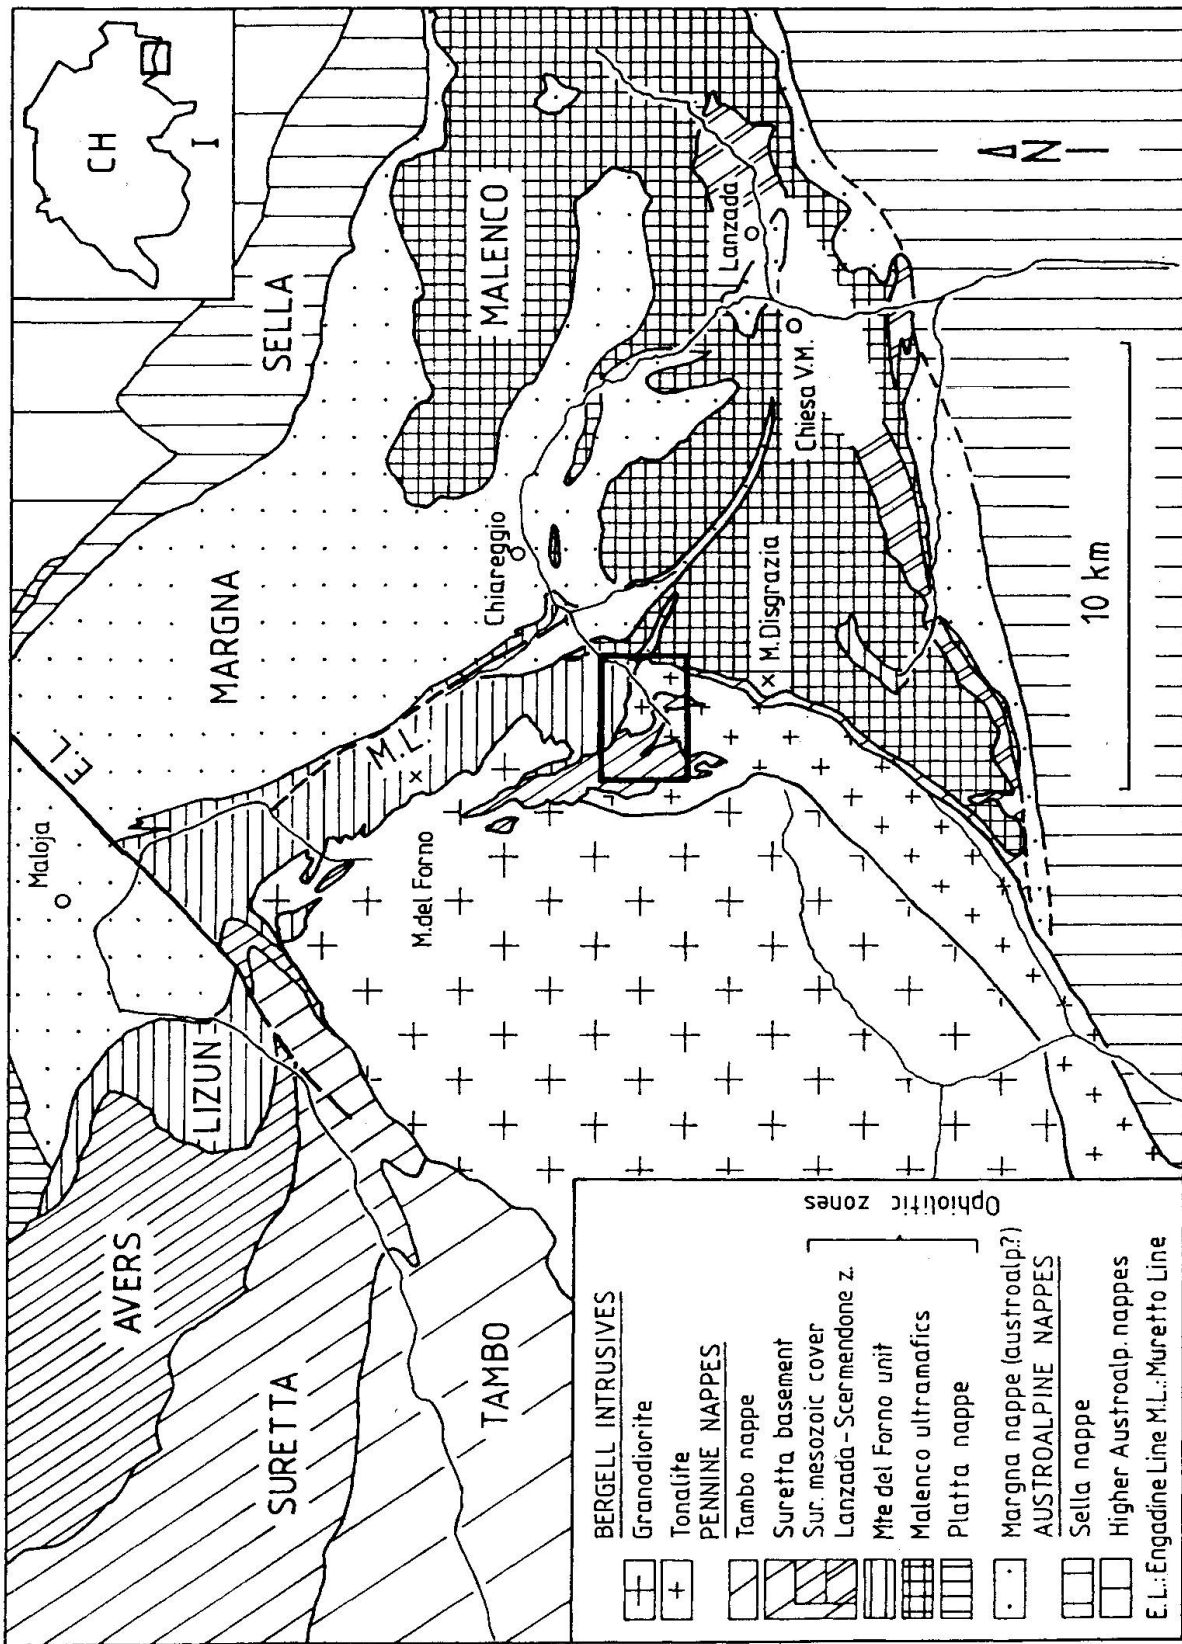 CH
I
SELLA
MALENCO
Lanzada
N
MARGNA
Chiareggio
Chiesa V.M.
M.Disgrazia
10 km
E.L.
M.L.
Maloja
M.del Forno
LIZUN
AVERS
SURETTA
TAMBO
BERGELL INTRUSIVES
Granodiorite
Tonalite
PENNINE NAPPES
Tambo nappe
Suretta basement
Sur. mesozoic cover
Lanzada-Scermendone z.
Mte del Forno unit
Malenco ultramafics
Platta nappe
Ophiolitic zones
Margna nappe (austroalp.?)
AUSTROALPINE NAPPES
Sella nappe
Higher Austroalp. nappes
E.L.:Engadine Line M.L.:Muretto Line